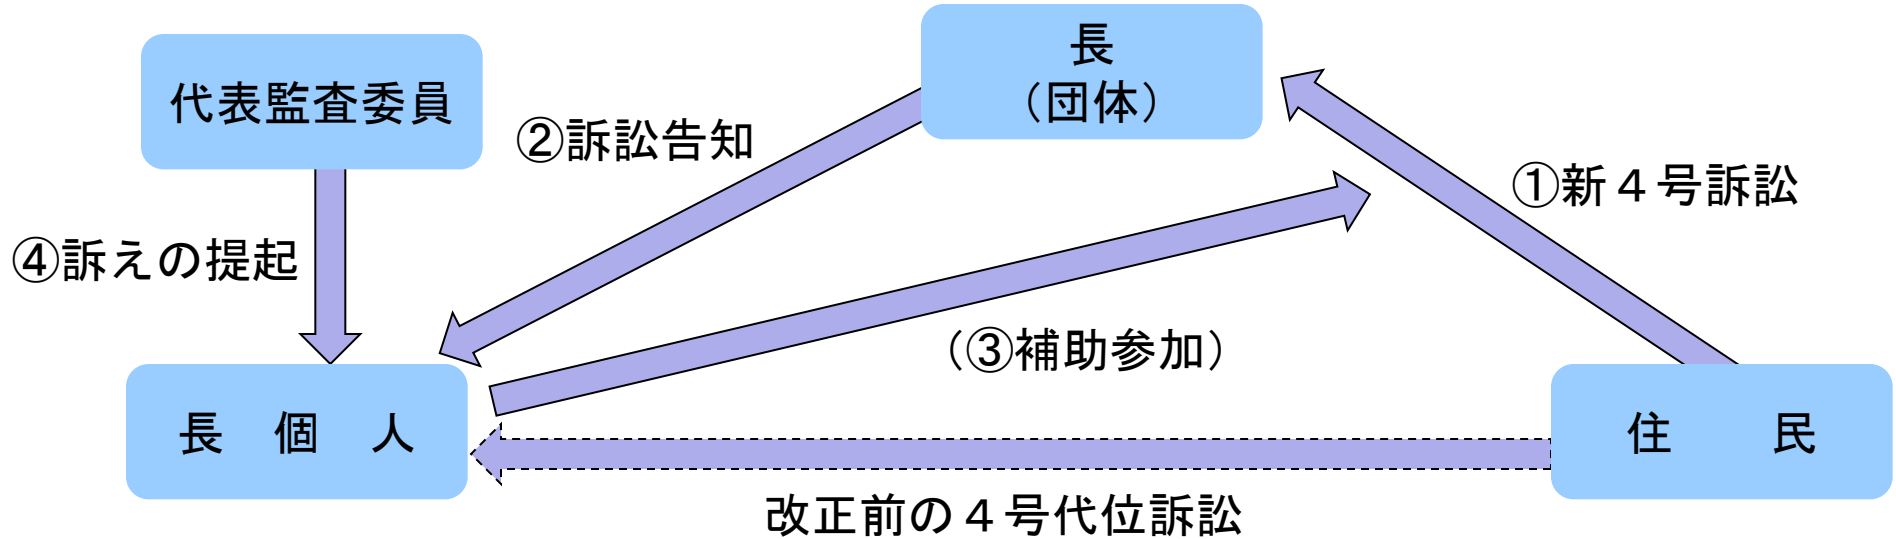 長
（団体）
代表監査委員
②訴訟告知
①新４号訴訟
④訴えの提起
（③補助参加）
長　個　人
住　　民
改正前の４号代位訴訟